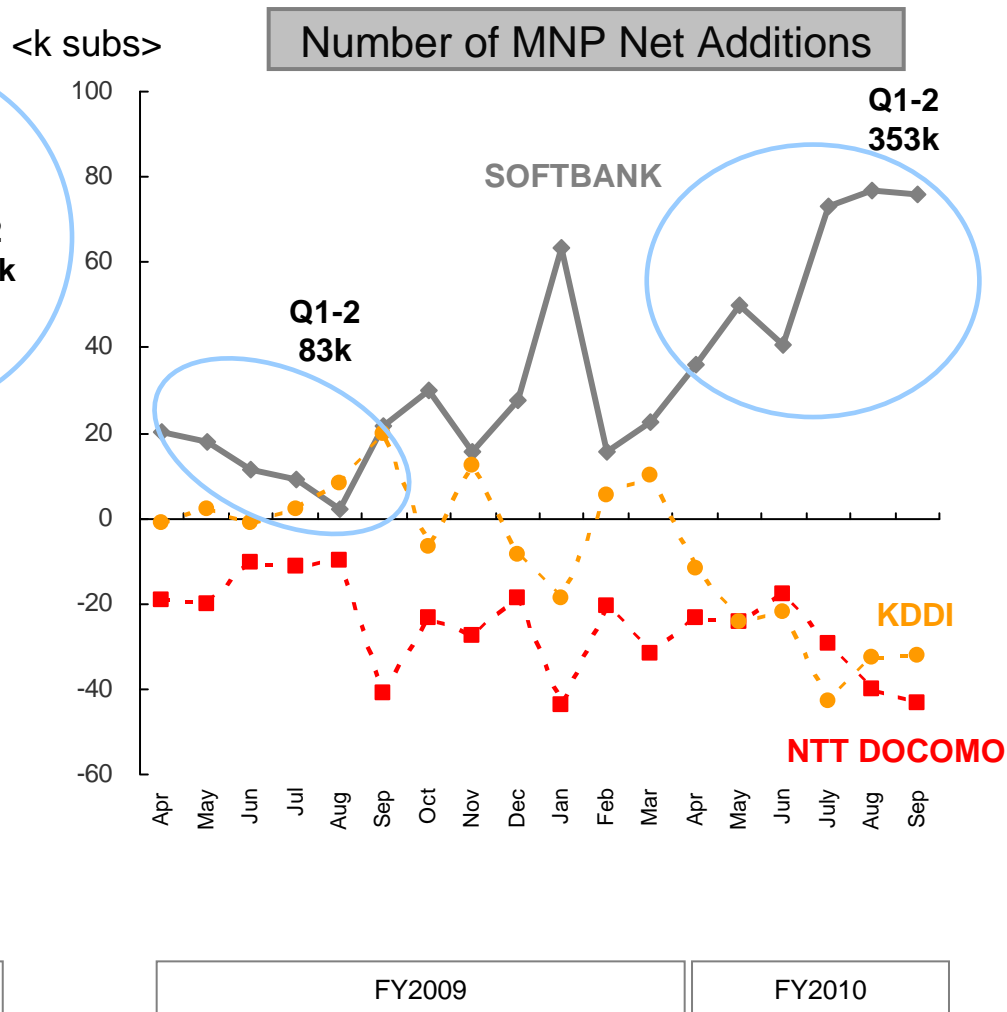 <k subs>
Number of MNP Net Additions
100
80
60
40
20
0
-20
-40
-60
Q1-2
353k
SOFTBANK
Q1-2
83k
k
KDDI
NTT DOCOMO
Apr
May
Jun
Jul
Aug
Sep
Oct
Nov
Dec
Jan
Feb
Mar
Apr
May
Jun
July
Aug
Sep
FY2009
FY2010